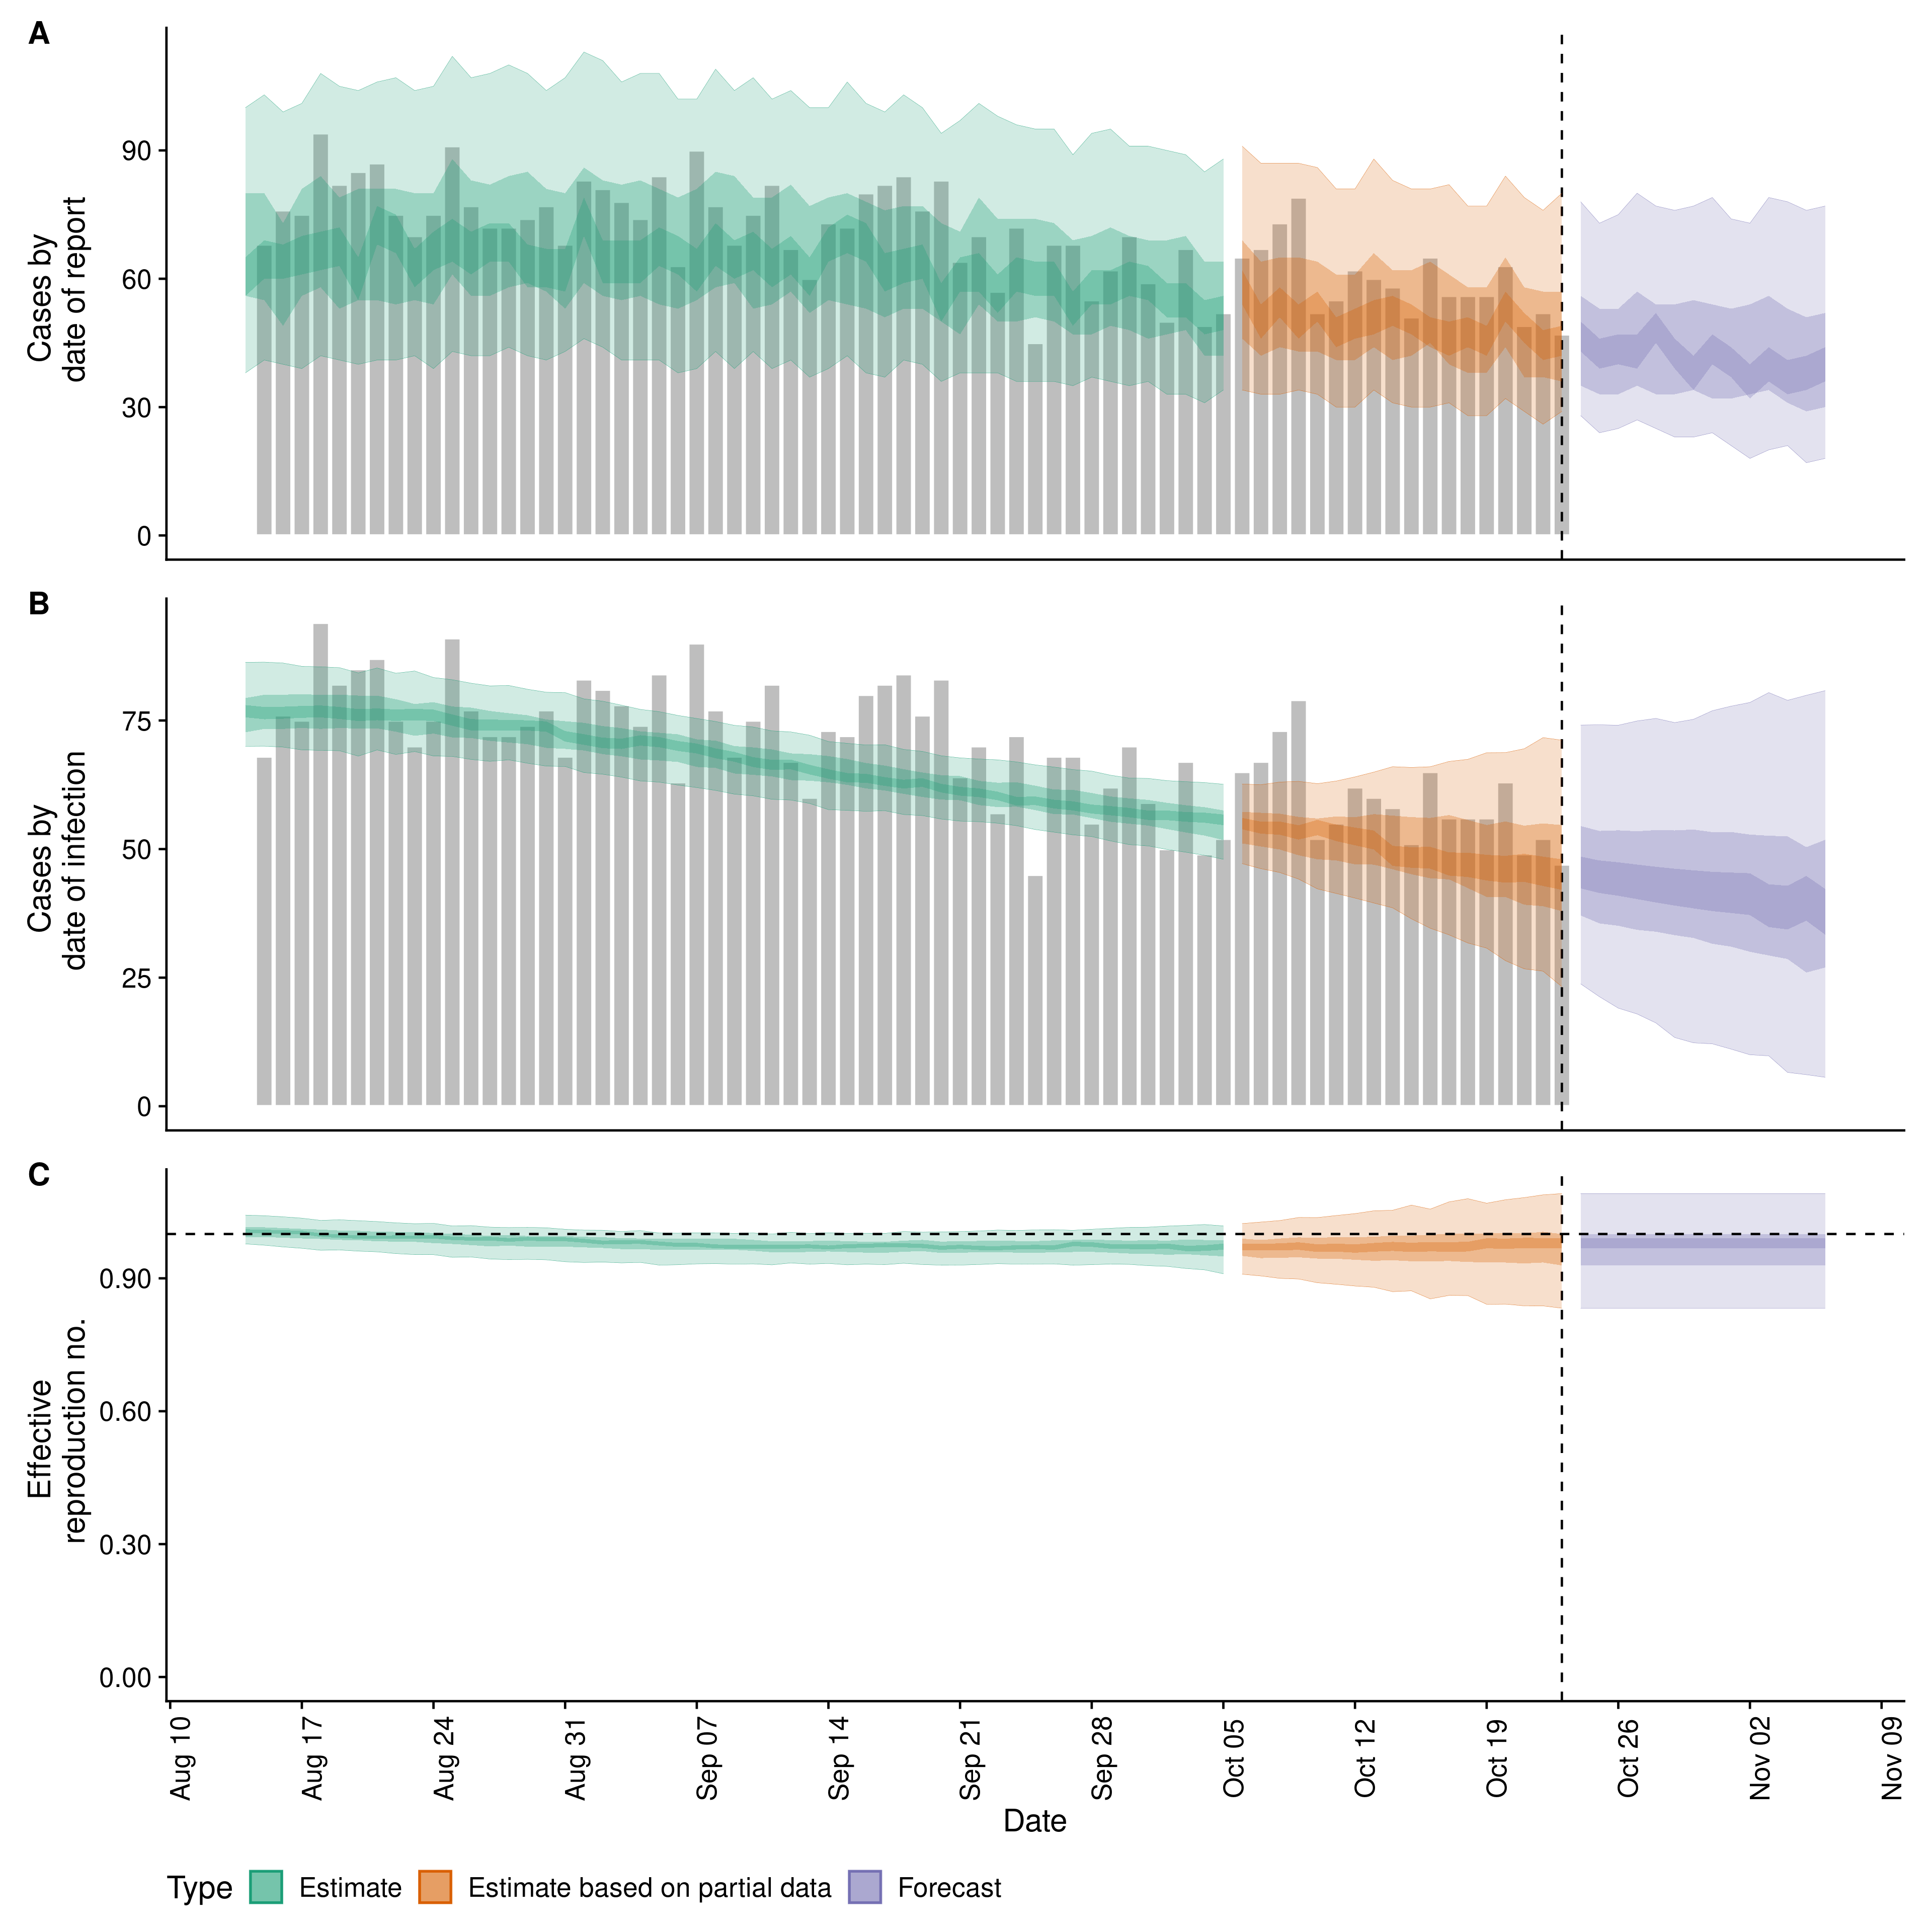 A
Cases by
date of report
90
60
30
0
B
Cases by
date of infection
75
50
25
0
C
Effective
reproduction no.
0.90
0.60
0.30
0.00
Aug 10
Aug 17
Aug 24
Aug 31
Sep 07
Sep 14
Sep 21
Sep 28
Oct 05
Oct 12
Oct 19
Oct 26
Nov 02
Nov 09
Date
Type Estimate Estimate based on partial data Forecast